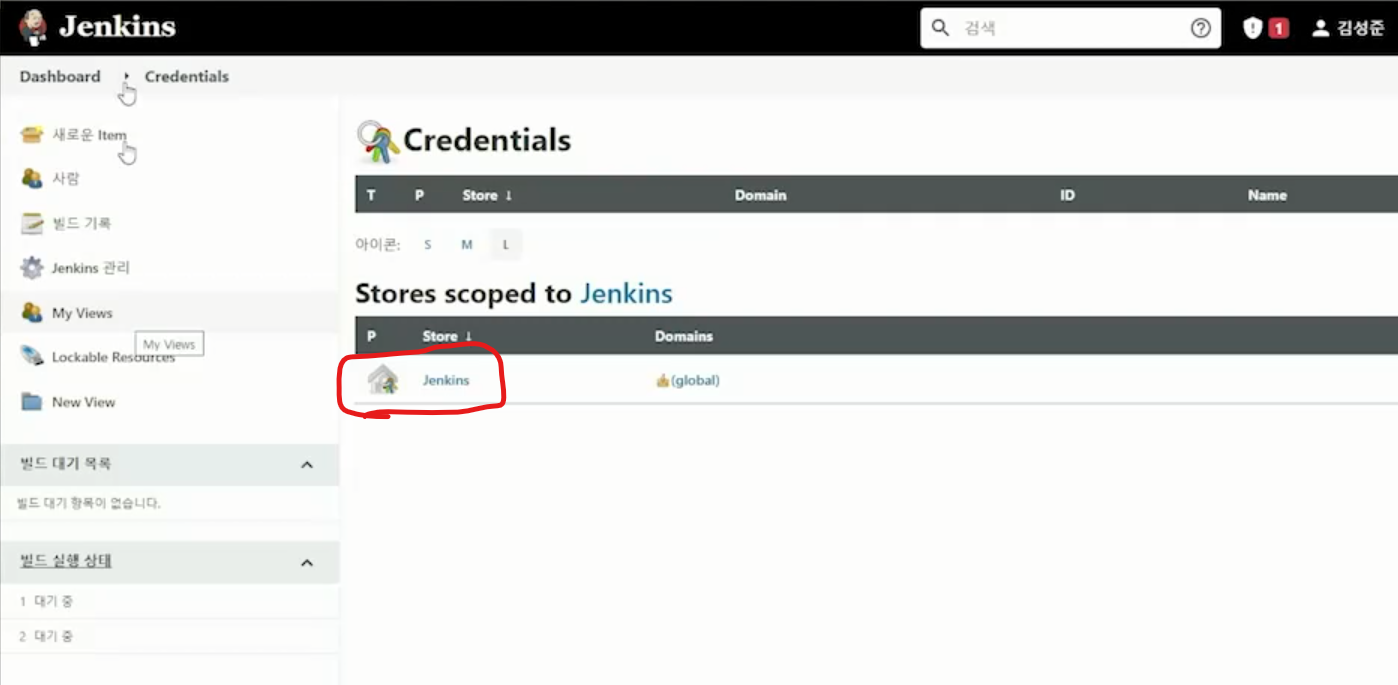 Jenkins
검색
1
김성준
Dashboard
Credentials
새로운 Item
사람
빌드 기록
Jenkins 관리
My Views
My Views
Lockable Resources
New View
빌드 대기 목록
빌드 대기 항목이 없습니다.
빌드 실행 상태
1 대기 중
2 대기 중
Credentials
T P Store ↓ Domain ID Name
아이콘: S M L
Stores scoped to Jenkins
P Store ↓ Domains
Jenkins (global)